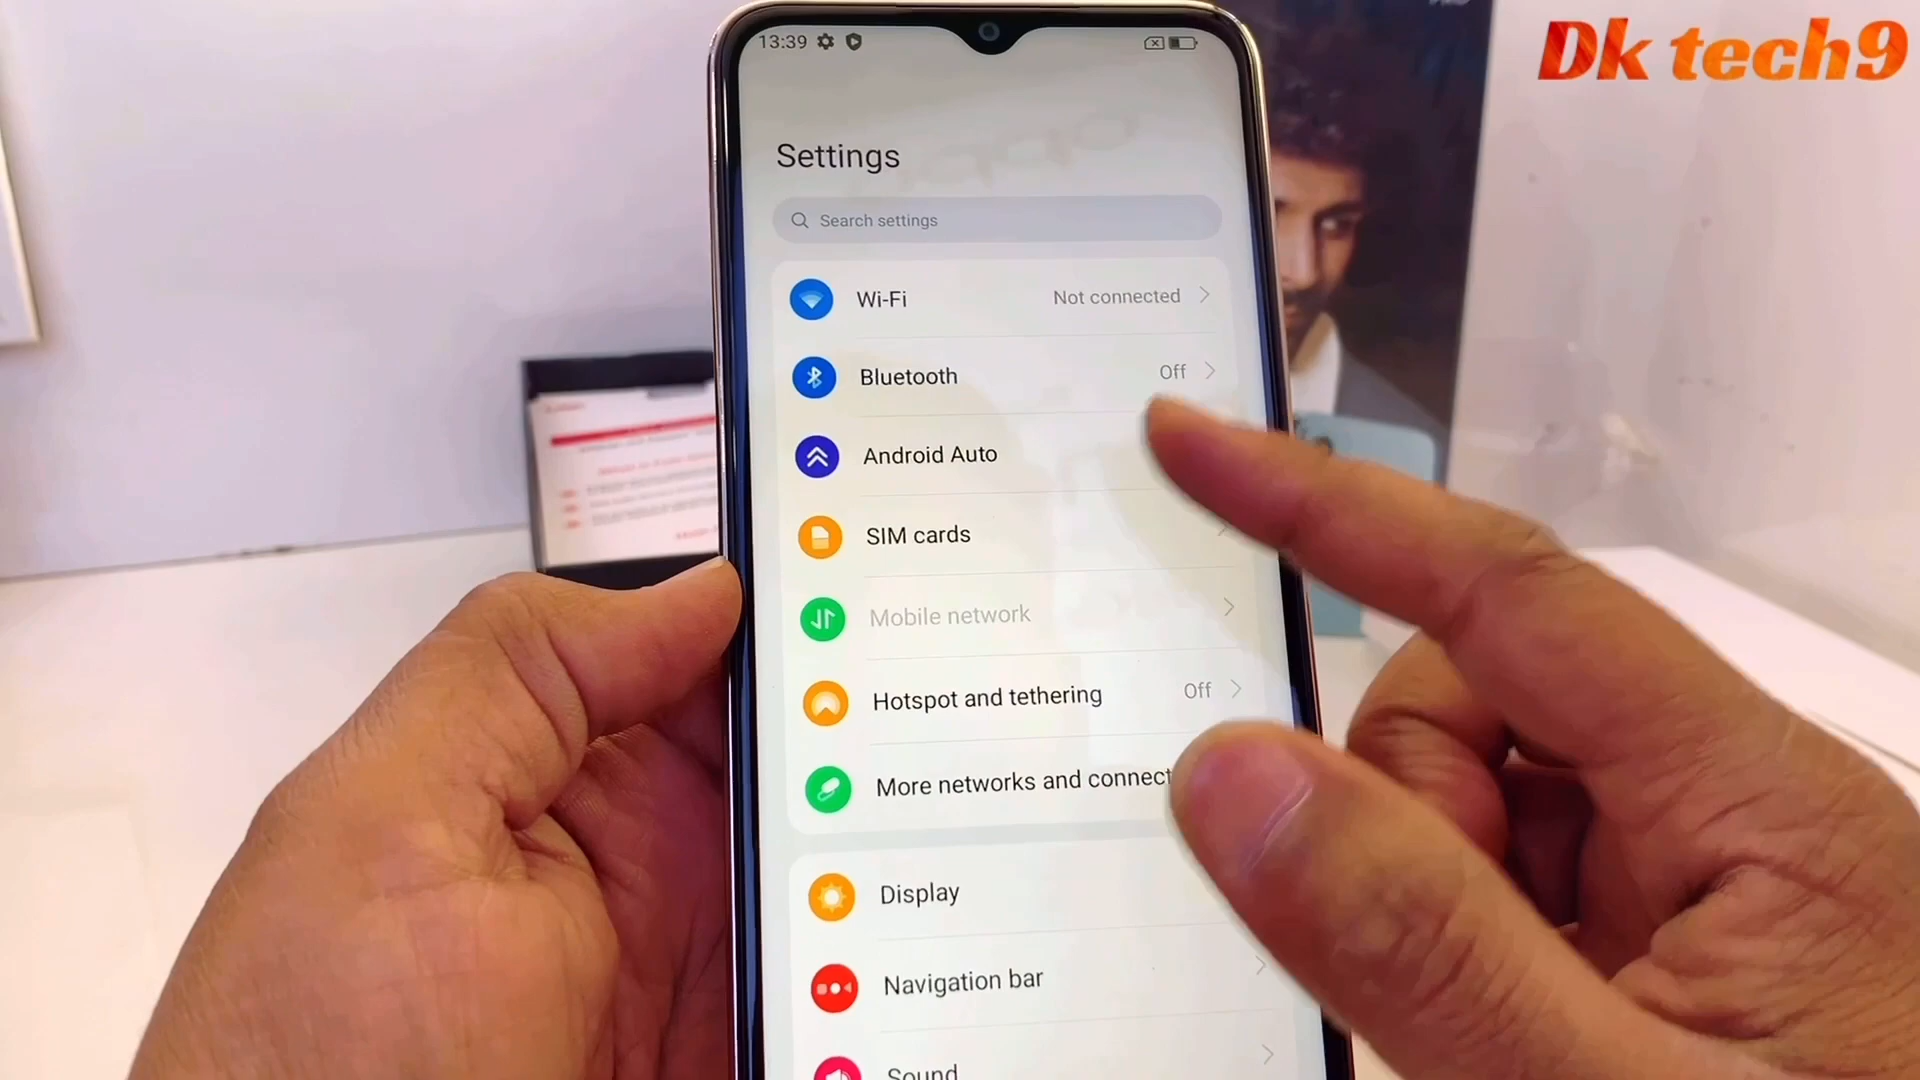 Dk tech9
13:39
Settings
Search settings
Wi-Fi Not connected
Bluetooth Off
Android Auto
SIM cards
Mobile network
Hotspot and tethering Off
More networks and connect
Display
Navigation bar
Sound